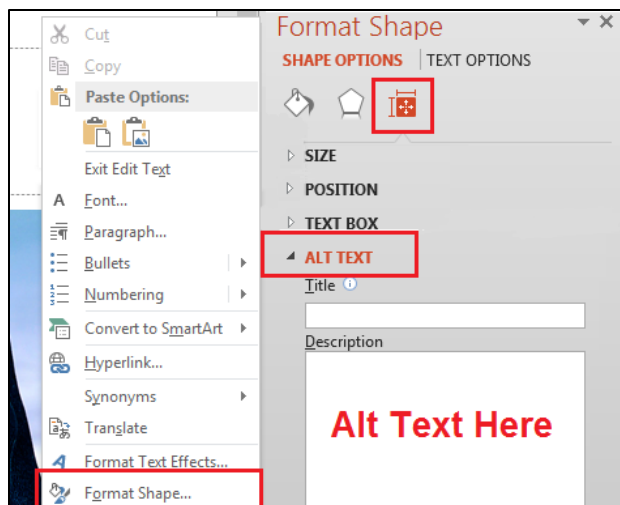 Cut
Copy
Paste Options:
Exit Edit Text
A Font...
Paragraph...
Bullets
Numbering
Convert to SmartArt
Hyperlink...
Synonyms
Translate
Format Text Effects...
Format Shape...
Format Shape
SHAPE OPTIONS TEXT OPTIONS
SIZE
POSITION
TEXT BOX
ALT TEXT
Title
Description
Alt Text Here